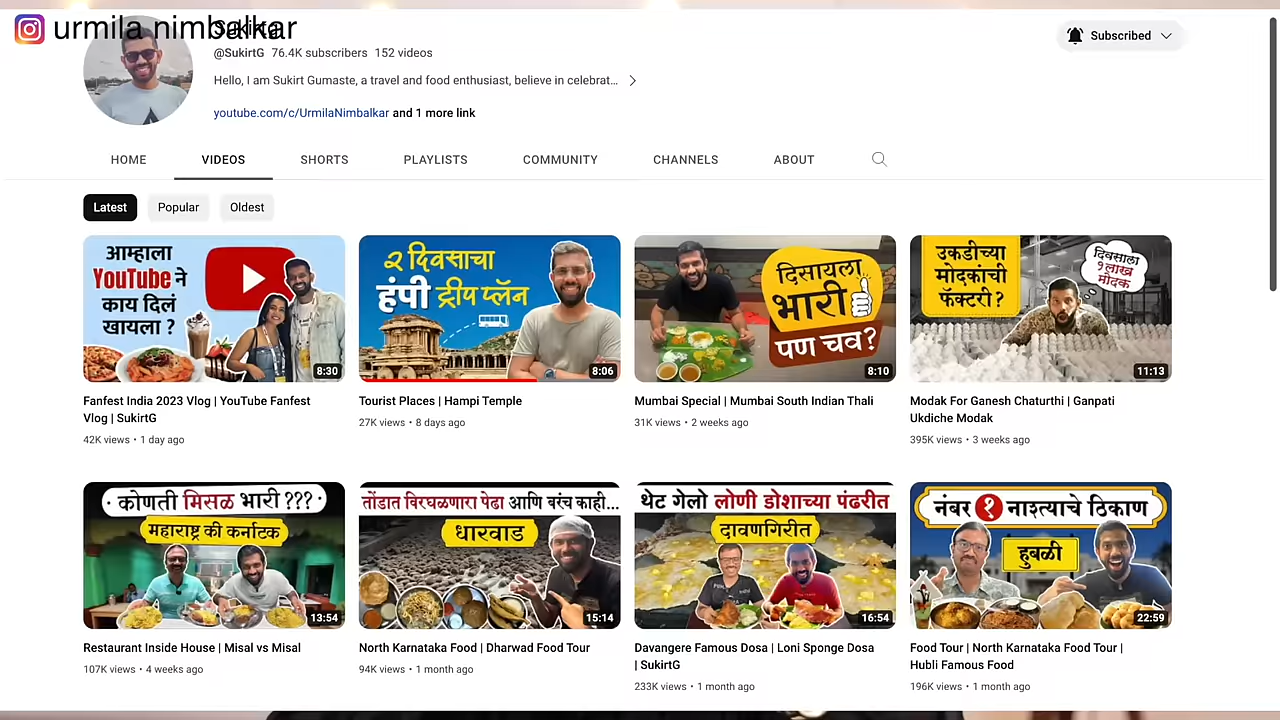 urmila nimbalkar
SukirtG
@SukirtG 76.4K subscribers 152 videos
Hello, I am Sukirt Gumaste, a travel and food enthusiast, believe in celebrat...
youtube.com/c/UrmilaNimbalkar and 1 more link
Subscribed
HOME VIDEOS SHORTS PLAYLISTS COMMUNITY CHANNELS ABOUT
Latest Popular Oldest
आम्हाला
YouTube ने
काय दिलं
खायला ?
8:30
२ दिवसाचा
हंपी ट्रीप प्लॅन
8:06
दिसायला
भारी
पण चव?
8:10
उकडीच्या
मोदकांची
फॅक्टरी?
दिवसाला
१ लाख
मोदक
11:13
Fanfest India 2023 Vlog | YouTube Fanfest
Vlog | SukirtG
42K views • 1 day ago
Tourist Places | Hampi Temple
27K views • 8 days ago
Mumbai Special | Mumbai South Indian Thali
31K views • 2 weeks ago
Modak For Ganesh Chaturthi | Ganpati
Ukdiche Modak
395K views • 3 weeks ago
कोणती मिसळ भारी ???
महाराष्ट्र की कर्नाटक
13:54
तोंडात विरघळणारा पेढा आणि बरंच काही...
धारवाड
15:14
थेट गेलो लोणी डोशाच्या पंढरीत
दावणगिरीत
16:54
नंबर १ नाश्त्याचे ठिकाण
हुबळी
22:59
Restaurant Inside House | Misal vs Misal
107K views • 4 weeks ago
North Karnataka Food | Dharwad Food Tour
94K views • 1 month ago
Davangere Famous Dosa | Loni Sponge Dosa
| SukirtG
233K views • 1 month ago
Food Tour | North Karnataka Food Tour |
Hubli Famous Food
196K views • 1 month ago